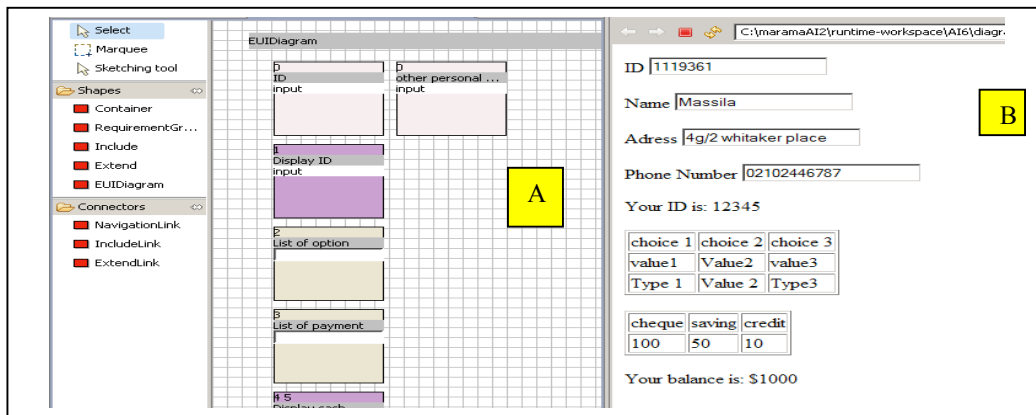 Select
Marquee
Sketching tool
Shapes
Container
RequirementGr...
Include
Extend
EUIDiagram
Connectors
NavigationLink
IncludeLink
ExtendLink
EUIDiagram
0
ID
input
0
other personal ...
input
1
Display ID
input
2
List of option
3
List of payment
4 5
Display cash
A
C:\maramaAI2\runtime-workspace\AI6\diagra
ID 1119361
Name Massila
Adress 4g/2 whitaker place
Phone Number 02102446787
Your ID is: 12345
choice 1 choice 2 choice 3
value1 Value2 value3
Type 1 Value 2 Type3
cheque saving credit
100 50 10
Your balance is: $1000
B